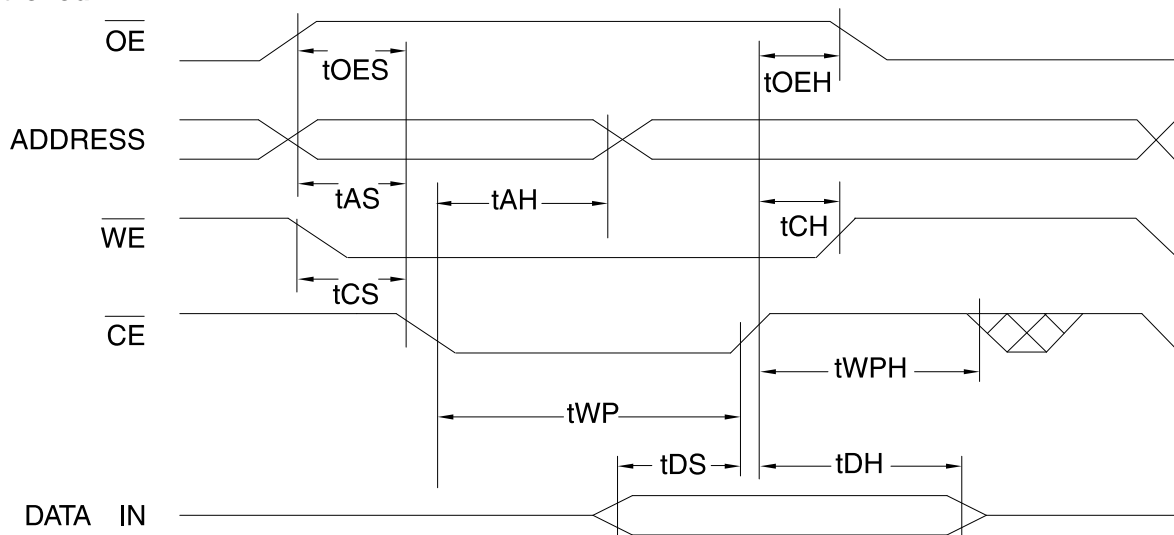 OE
tOES
tOEH
ADDRESS
tAS
tAH
tCH
WE
tCS
CE
tWPH
tWP
tDS
tDH
DATA IN